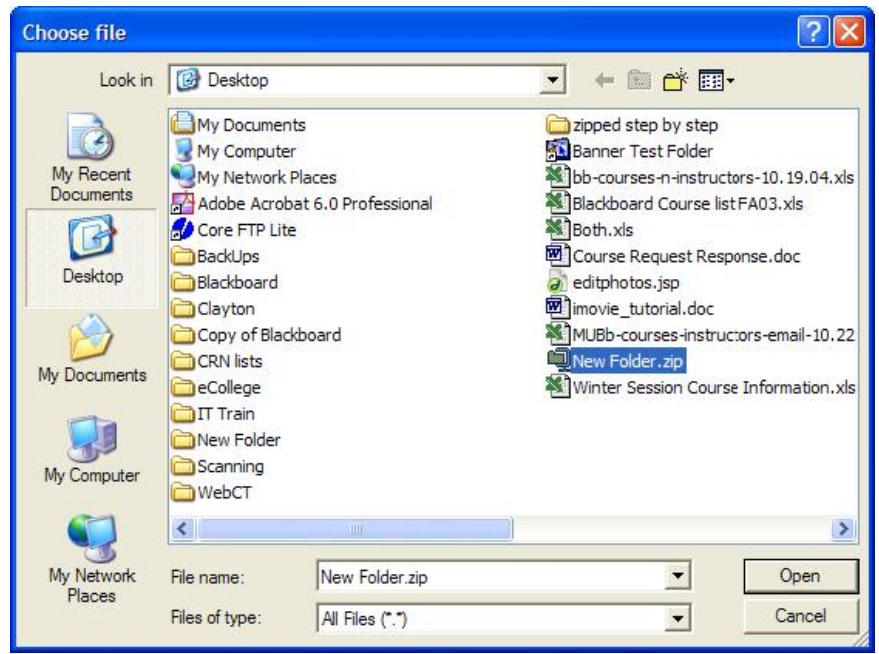 Choose file
Look in
Desktop
My Recent
Documents
Desktop
My Documents
My Computer
My Network
Places
My Documents
My Computer
My Network Places
Adobe Acrobat 6.0 Professional
Core FTP Lite
BackUps
Blackboard
Clayton
Copy of Blackboard
CRN lists
eCollege
IT Train
New Folder
Scanning
WebCT
zipped step by step
Banner Test Folder
bb-courses-n-instructors-10.19.04.xls
Blackboard Course list FA03.xls
Both.xls
Course Request Response.doc
editphotos.jsp
imovie_tutorial.doc
MUBb-courses-instructors-email-10.22
New Folder.zip
Winter Session Course Information.xls
File name:
New Folder.zip
Open
Files of type:
All Files (*.*)
Cancel